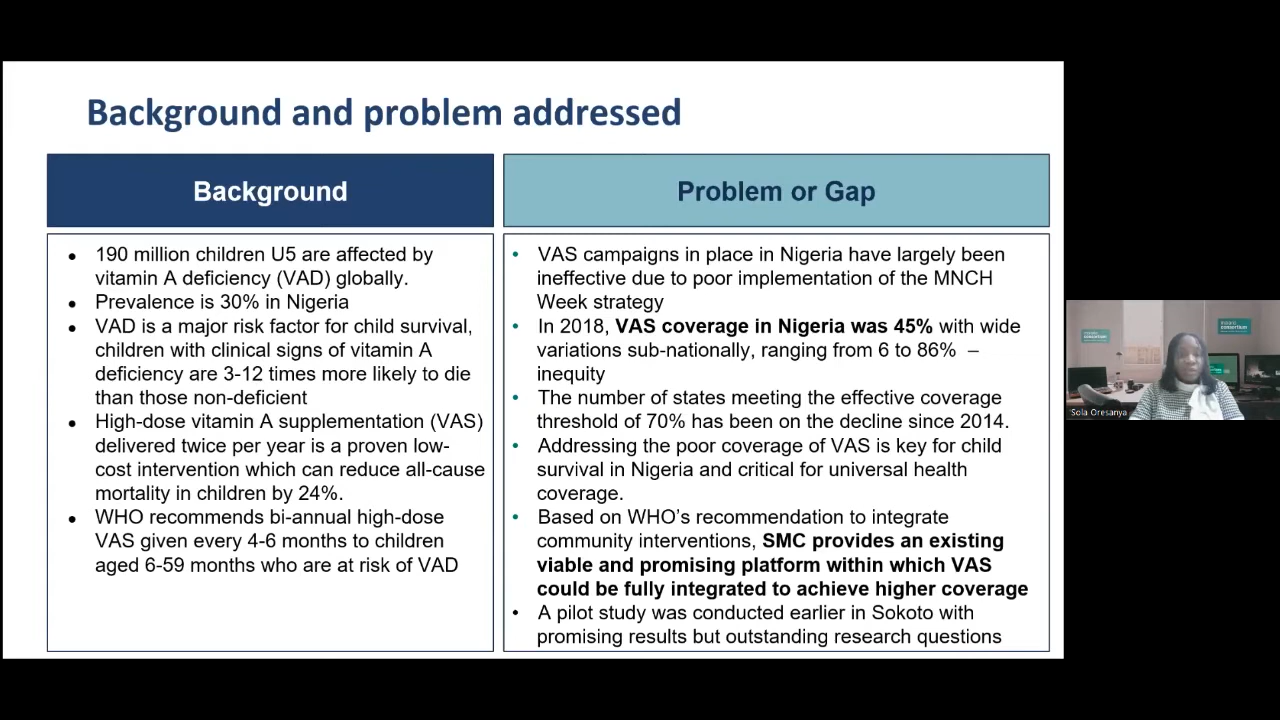 Background and problem addressed
Background
• 190 million children U5 are affected by
vitamin A deficiency (VAD) globally.
• Prevalence is 30% in Nigeria
• VAD is a major risk factor for child survival,
children with clinical signs of vitamin A
deficiency are 3-12 times more likely to die
than those non-deficient
• High-dose vitamin A supplementation (VAS)
delivered twice per year is a proven low-
cost intervention which can reduce all-cause
mortality in children by 24%.
• WHO recommends bi-annual high-dose
VAS given every 4-6 months to children
aged 6-59 months who are at risk of VAD
Problem or Gap
• VAS campaigns in place in Nigeria have largely been
ineffective due to poor implementation of the MNCH
Week strategy
• In 2018, VAS coverage in Nigeria was 45% with wide
variations sub-nationally, ranging from 6 to 86% –
inequity
• The number of states meeting the effective coverage
threshold of 70% has been on the decline since 2014.
• Addressing the poor coverage of VAS is key for child
survival in Nigeria and critical for universal health
coverage.
• Based on WHO's recommendation to integrate
community interventions, SMC provides an existing
viable and promising platform within which VAS
could be fully integrated to achieve higher coverage
• A pilot study was conducted earlier in Sokoto with
promising results but outstanding research questions
Sola Oresanya